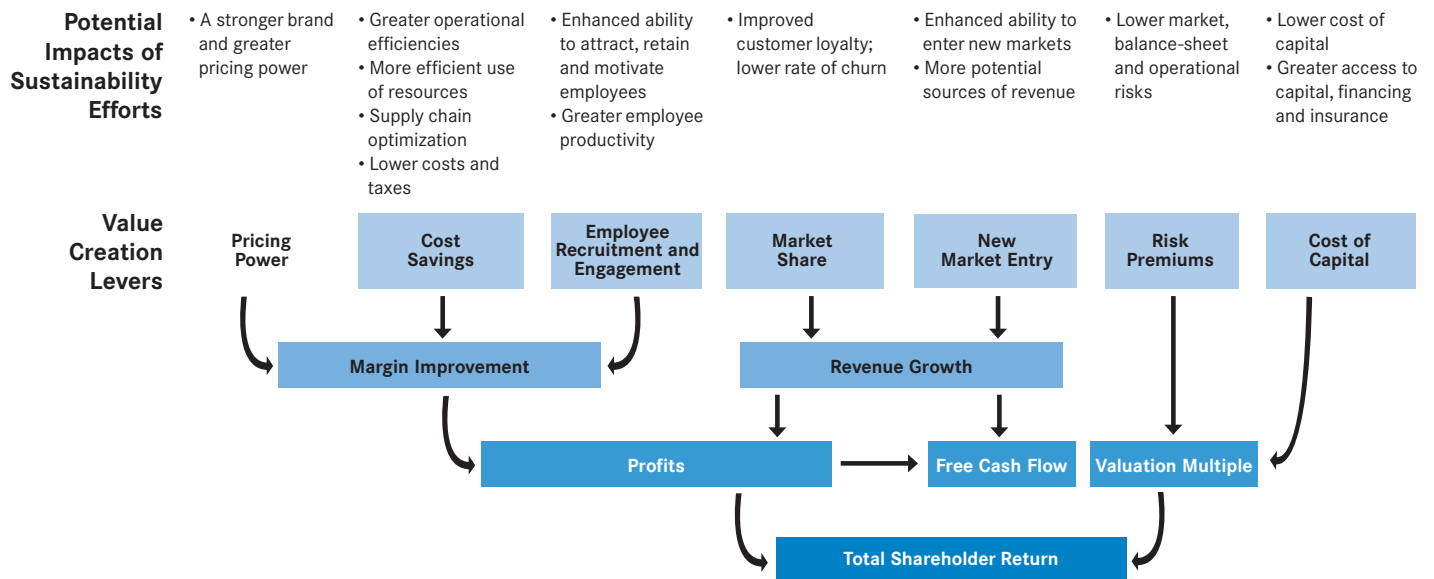 Potential
Impacts of
Sustainability
Efforts
• A stronger brand
and greater
pricing power
• Greater operational
efficiencies
• More efficient use
of resources
• Supply chain
optimization
• Lower costs and
taxes
• Enhanced ability
to attract, retain
and motivate
employees
• Greater employee
productivity
• Improved
customer loyalty;
lower rate of churn
• Enhanced ability to
enter new markets
• More potential
sources of revenue
• Lower market,
balance-sheet
and operational
risks
• Lower cost of
capital
• Greater access to
capital, financing
and insurance
Value
Creation
Levers
Pricing
Power
Cost
Savings
Employee
Recruitment and
Engagement
Market
Share
New
Market Entry
Risk
Premiums
Cost of
Capital
Margin Improvement
Revenue Growth
Profits
Free Cash Flow
Valuation Multiple
Total Shareholder Return